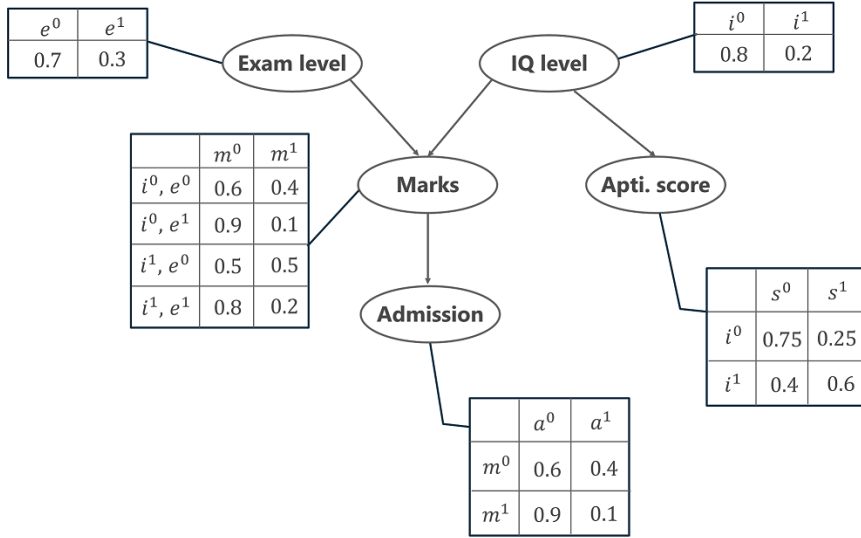 e⁰ e¹
0.7 0.3
Exam level
IQ level
i⁰ i¹
0.8 0.2
m⁰ m¹
i⁰, e⁰ 0.6 0.4
i⁰, e¹ 0.9 0.1
i¹, e⁰ 0.5 0.5
i¹, e¹ 0.8 0.2
Marks
Apti. score
Admission
s⁰ s¹
i⁰ 0.75 0.25
i¹ 0.4 0.6
a⁰ a¹
m⁰ 0.6 0.4
m¹ 0.9 0.1